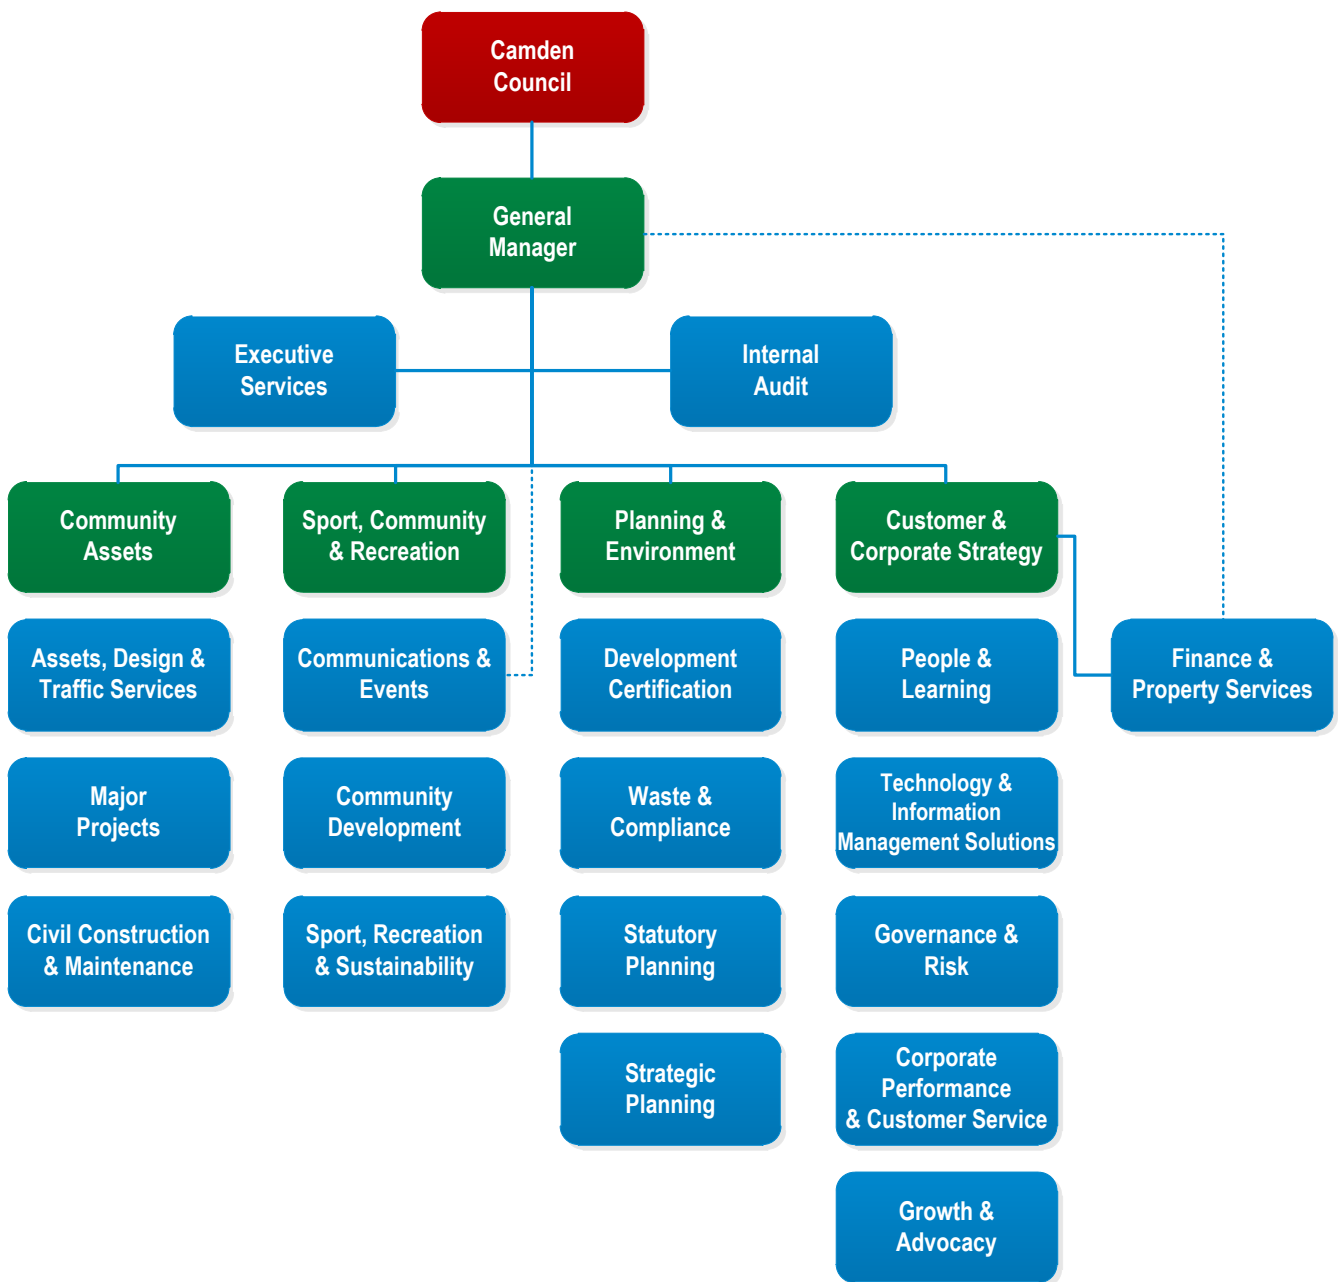 Camden
Council
General
Manager
Executive
Services
Internal
Audit
Community
Assets
Sport, Community
& Recreation
Planning &
Environment
Customer &
Corporate Strategy
Assets, Design &
Traffic Services
Communications &
Events
Development
Certification
People &
Learning
Finance &
Property Services
Major
Projects
Community
Development
Waste &
Compliance
Technology &
Information
Management Solutions
Civil Construction
& Maintenance
Sport, Recreation
& Sustainability
Statutory
Planning
Governance &
Risk
Strategic
Planning
Corporate
Performance
& Customer Service
Growth &
Advocacy